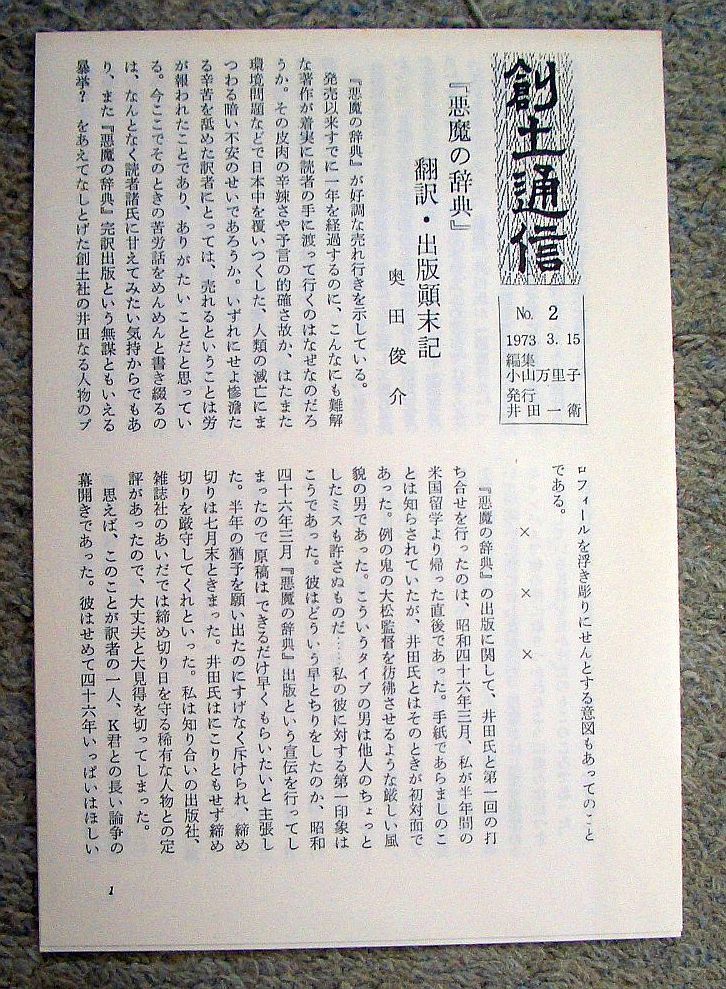 創土通信
No. 2
1973 3. 15
編集
小山万里子
発行
井田一衛
『悪魔の辞典』
翻訳・出版顚末記
奥田俊介
『悪魔の辞典』が好調な売れ行きを示している。
発売以来すでに一年を経過するのに、こんなにも難解
な著作が着実に読者の手に渡って行くのはなぜなのだろ
うか。その皮肉の辛辣さや予言の的確さ故か、はたまた
環境問題などで日本中を覆いつくした、人類の滅亡にま
つわる暗い不安のせいであろうか。いずれにせよ惨澹た
る辛苦を舐めた訳者にとっては、売れるということは労
が報われたことであり、ありがたいことだと思ってい
る。今ここでそのときの苦労話をめんめんと書き綴るの
は、なんとなく読者諸氏に甘えてみたい気持からでもあ
り、また『悪魔の辞典』完訳出版という無謀ともいえる
暴挙？をあえてなしとげた創土社の井田なる人物のプ
ロフィールを浮き彫りにせんとする意図もあってのこと
である。
× × ×
『悪魔の辞典』の出版に関して、井田氏と第一回の打
ち合せを行ったのは、昭和四十六年三月、私が半年間の
米国留学より帰った直後であった。手紙であらましのこ
とは知らされていたが、井田氏とはそのときが初対面で
あった。例の鬼の大松監督を彷彿させるような厳しい風
貌の男であった。こういうタイプの男は他人のちょっと
したミスも許さぬものだ……私の彼に対する第一印象は
こうであった。彼はどういう早とちりをしたのか、昭和
四十六年三月『悪魔の辞典』出版という宣伝を行ってし
まったので原稿はできるだけ早くもらいたいと主張し
た。半年の猶予を願い出たのにすげなく斥けられ、締め
切りは七月末ときまった。井田氏はにこりともせず締め
切りを厳守してくれといった。私は知り合いの出版社、
雑誌社のあいだでは締め切り日を守る稀有な人物との定
評があったので、大丈夫と大見得を切ってしまった。
思えば、このことが訳者の一人、K君との長い論争の
幕開きであった。彼はせめて四十六年いっぱいはほしい
1